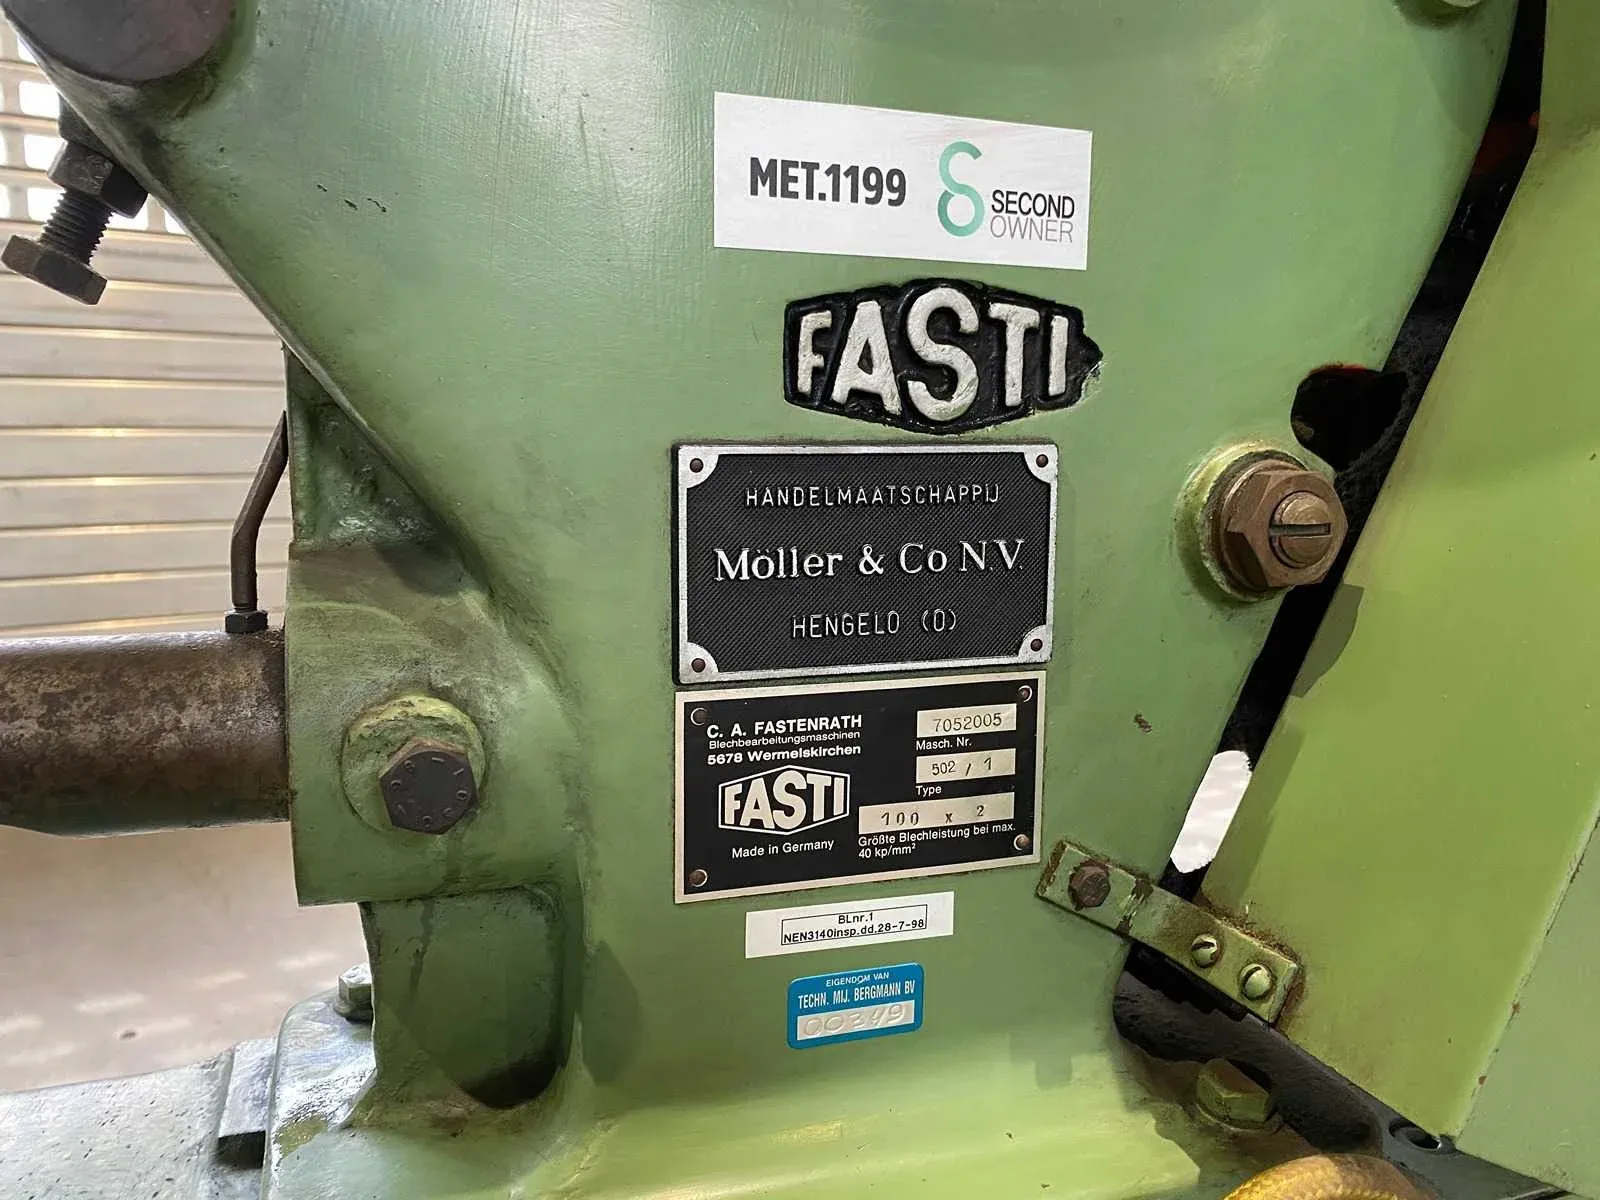 MET.1199
SECOND
OWNER
FASTI
HANDELMAATSCHAPPIJ
Möller & Co N.V.
HENGELO (O)
C. A. FASTENRATH
Blechbearbeitungsmaschinen
5678 Wermelskirchen
FASTI
Made in Germany
7052005
Masch. Nr.
502 / 1
Type
100 x 2
Größte Blechleistung bei max.
40 kp/mm²
BLnr.1
NEN3140insp.dd.28-7-98
EIGENDOM VAN
TECHN. MIJ. BERGMANN BV
00349